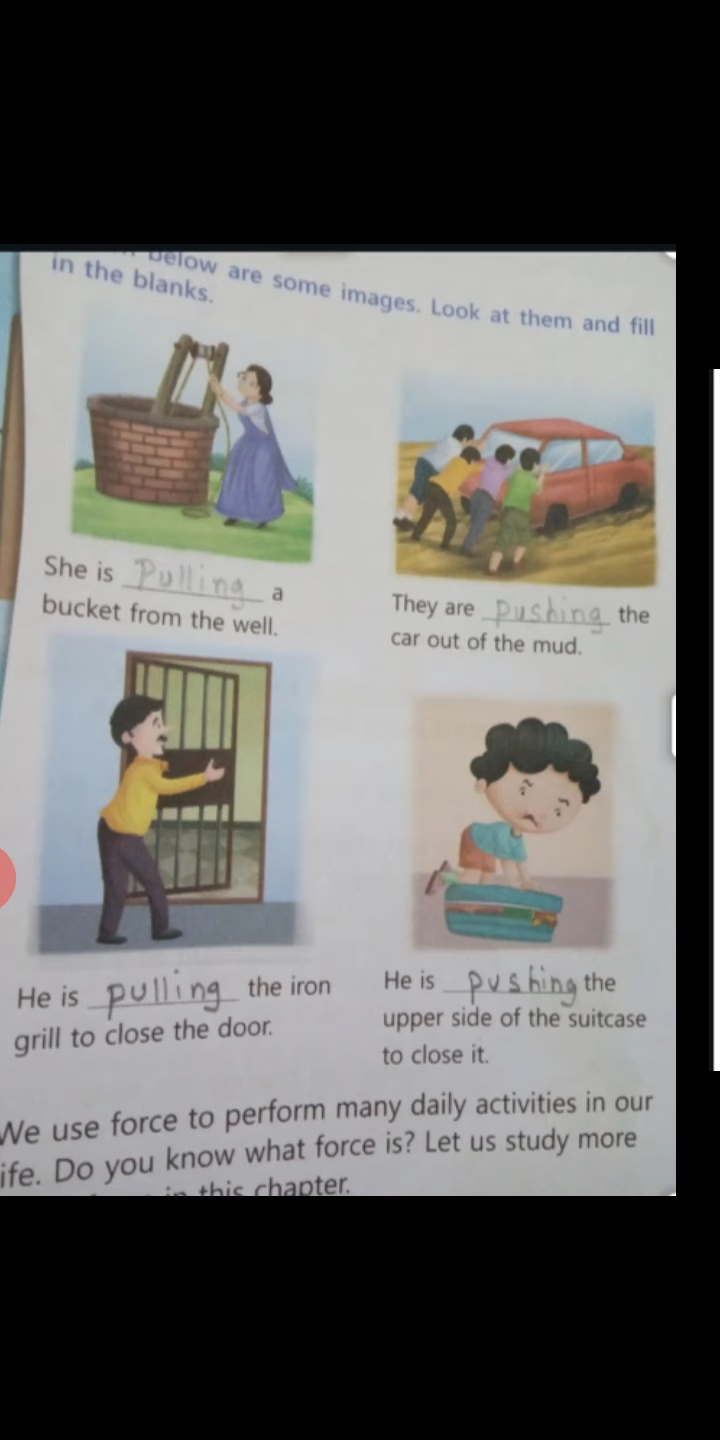 below are some images. Look at them and fill
in the blanks.
She is Pulling a
bucket from the well.
They are pushing the
car out of the mud.
He is pulling the iron
grill to close the door.
He is pushing the
upper side of the suitcase
to close it.
We use force to perform many daily activities in our
ife. Do you know what force is? Let us study more
in this chapter.